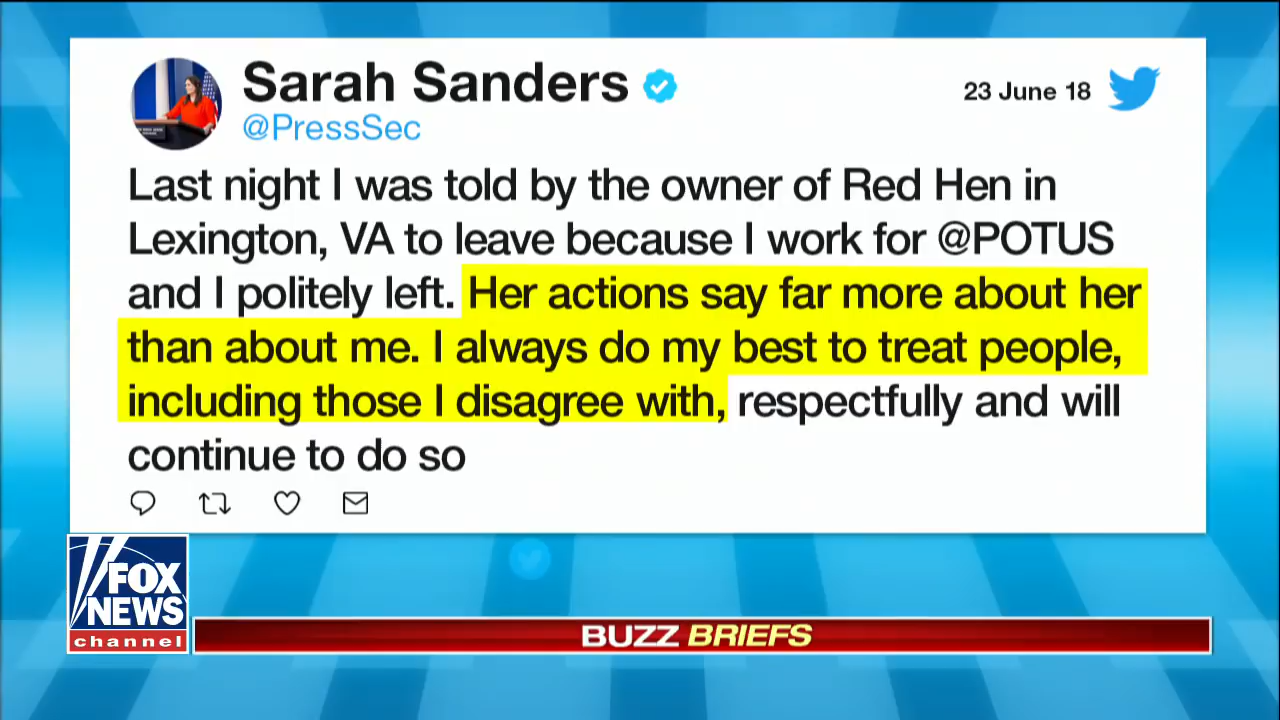 Sarah Sanders
@PressSec
23 June 18
Last night I was told by the owner of Red Hen in
Lexington, VA to leave because I work for @POTUS
and I politely left. Her actions say far more about her
than about me. I always do my best to treat people,
including those I disagree with, respectfully and will
continue to do so
FOX
NEWS
channel
BUZZ BRIEFS